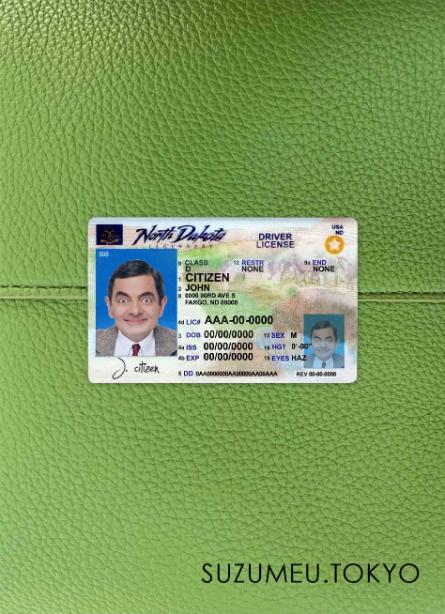 North Dakota
LEGENDARY
DRIVER
LICENSE
USA
ND
9 CLASS
D
12 RESTR
NONE
9a END
NONE
1 CITIZEN
2 JOHN
8 0000 00RD AVE S
FARGO, ND 00000
4d LIC# AAA-00-0000
3 DOB 00/00/0000 15 SEX M
4a ISS 00/00/0000 16 HGT 0'-00"
4b EXP 00/00/0000 18 EYES HAZ
J. citizen
5 DD 0AA0000000AA00000AA00AAA
REV 00-00-0000
SUZUMEU.TOKYO